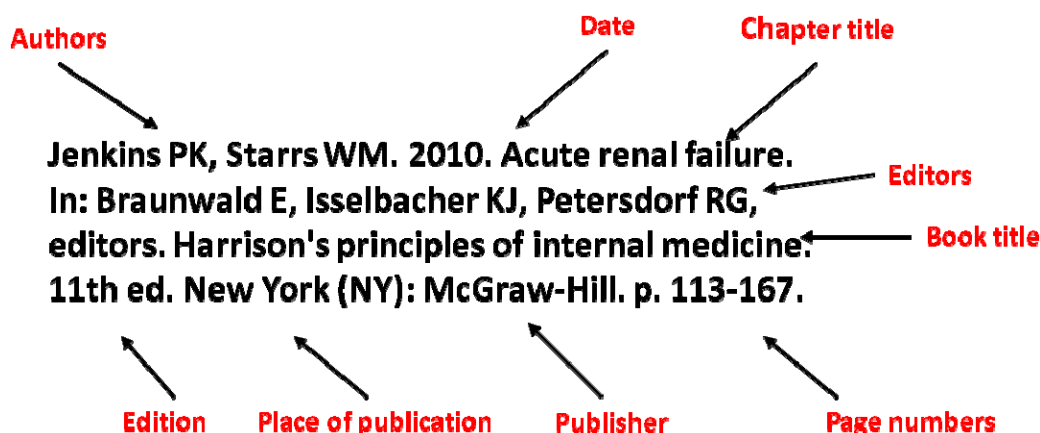 Authors
Date
Chapter title
Jenkins PK, Starrs WM. 2010. Acute renal failure.
In: Braunwald E, Isselbacher KJ, Petersdorf RG,
Editors
editors. Harrison's principles of internal medicine.
Book title
11th ed. New York (NY): McGraw-Hill. p. 113-167.
Edition
Place of publication
Publisher
Page numbers